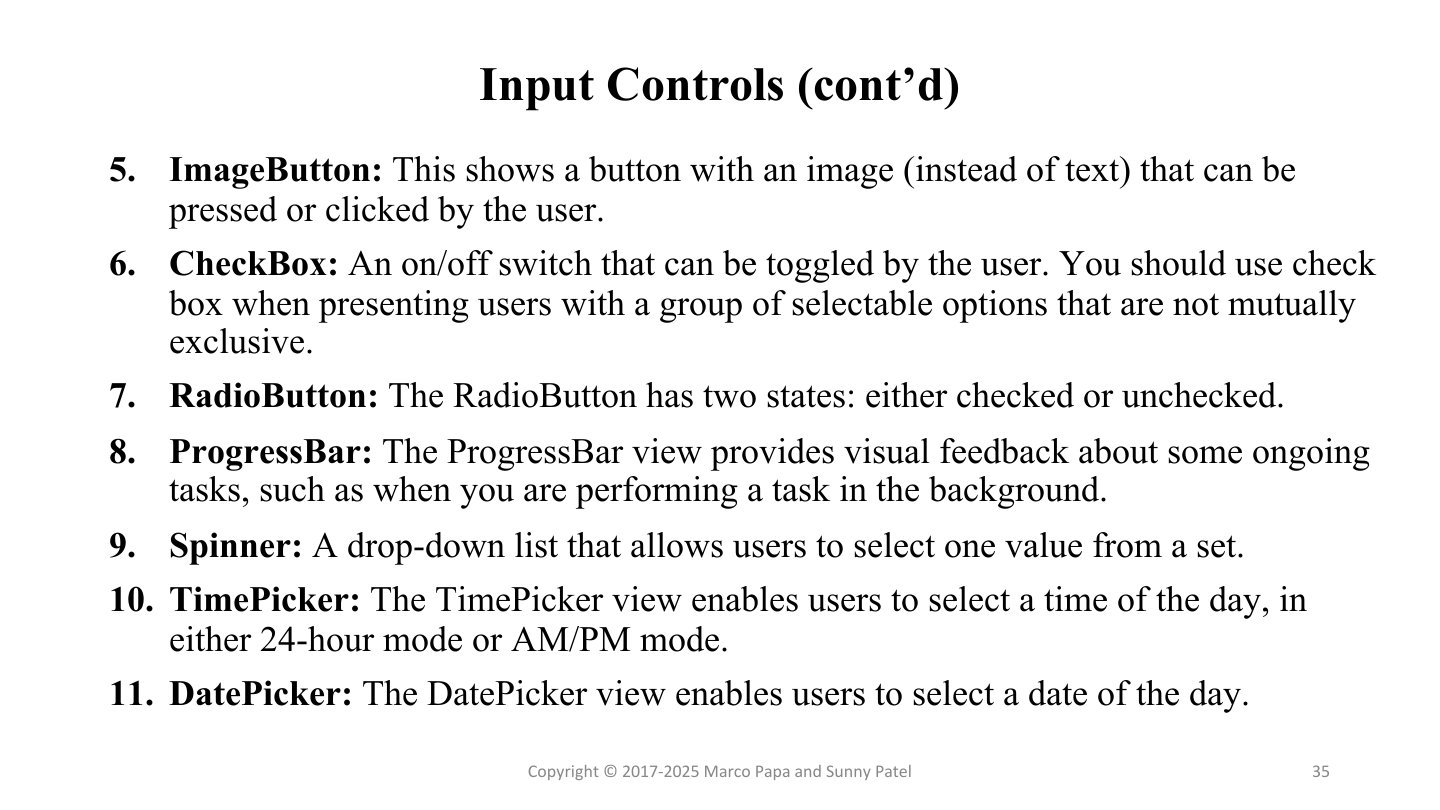 Input Controls (cont’d)
5. ImageButton: This shows a button with an image (instead of text) that can be
pressed or clicked by the user.
6. CheckBox: An on/off switch that can be toggled by the user. You should use check
box when presenting users with a group of selectable options that are not mutually
exclusive.
7. RadioButton: The RadioButton has two states: either checked or unchecked.
8. ProgressBar: The ProgressBar view provides visual feedback about some ongoing
tasks, such as when you are performing a task in the background.
9. Spinner: A drop-down list that allows users to select one value from a set.
10. TimePicker: The TimePicker view enables users to select a time of the day, in
either 24-hour mode or AM/PM mode.
11. DatePicker: The DatePicker view enables users to select a date of the day.
Copyright © 2017-2025 Marco Papa and Sunny Patel
35